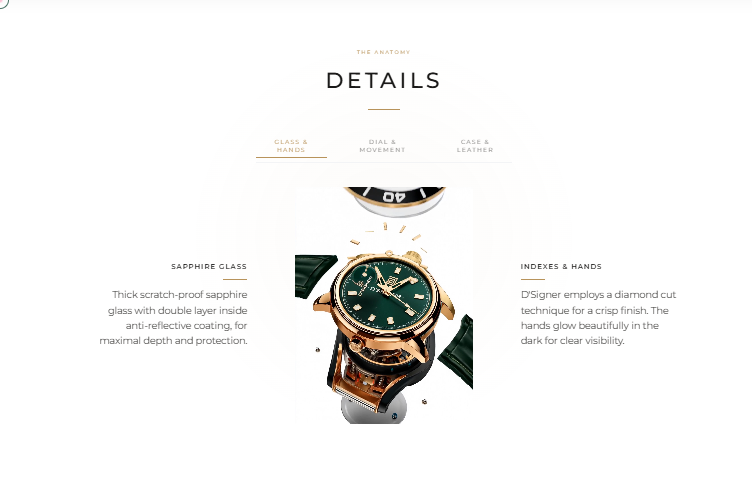 THE ANATOMY
DETAILS
GLASS &
HANDS
DIAL &
MOVEMENT
CASE &
LEATHER
40
SAPPHIRE GLASS
Thick scratch-proof sapphire
glass with double layer inside
anti-reflective coating, for
maximal depth and protection.
INDEXES & HANDS
D'Signer employs a diamond cut
technique for a crisp finish. The
hands glow beautifully in the
dark for clear visibility.